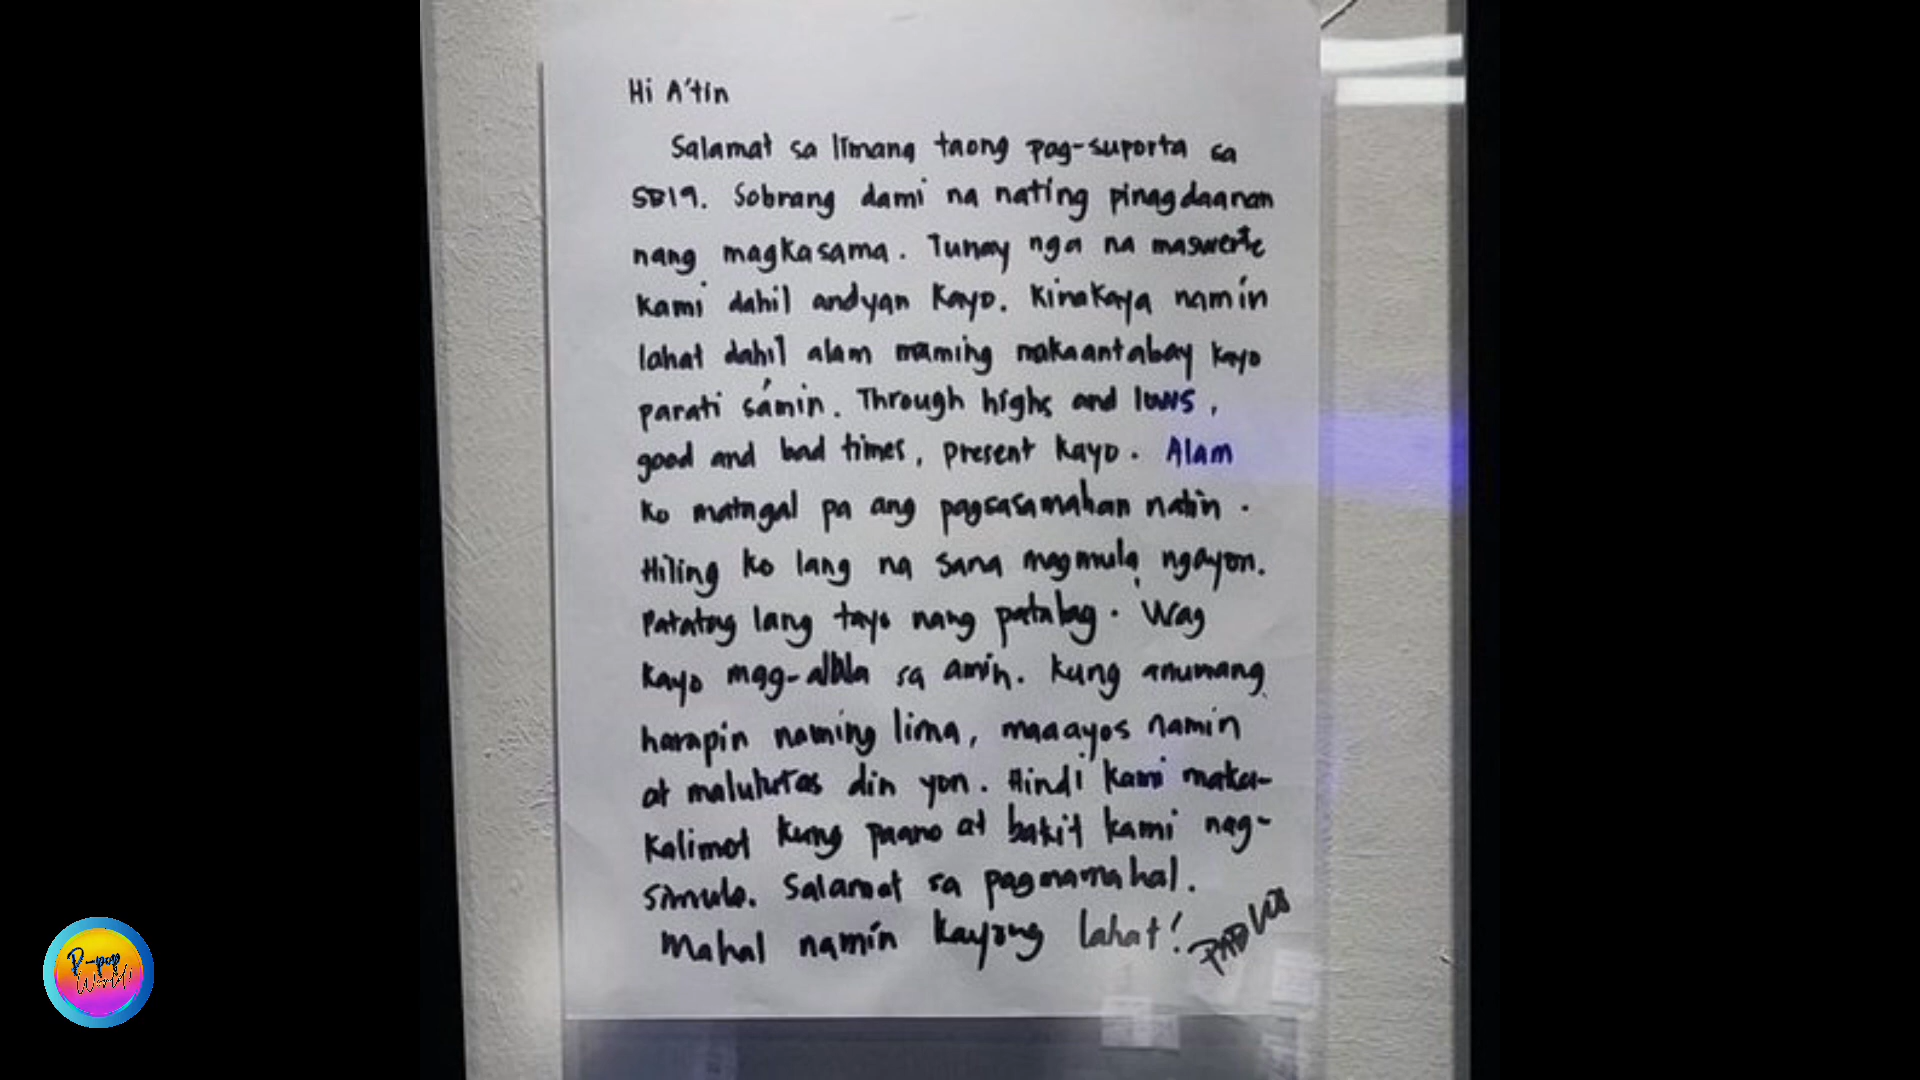 Hi A'tin
Salamat sa limang taong pag-suporta sa
SB19. Sobrang dami na nating pinagdaanan
nang magkasama. Tunay nga na maswerte
kami dahil andyan kayo. Kinakaya namin
lahat dahil alam naming nakaantabay kayo
parati sámin. Through highs and lows,
good and bad times, present kayo. Alam
ko matagal pa ang pagsasamahan natin.
Hiling ko lang na sana magmula ngayon.
Patatag lang tayo nang patatag. 'Wag
kayo mag-alala sa amin. Kung anumang
harapin naming lima, maaayos namin
at malulutas din yon. Hindi kami maka-
kalimot kung paano at bakit kami nag-
simula. Salamat sa pagmamahal.
Mahal namin kayong lahat!
PABLO
P-pop
World!